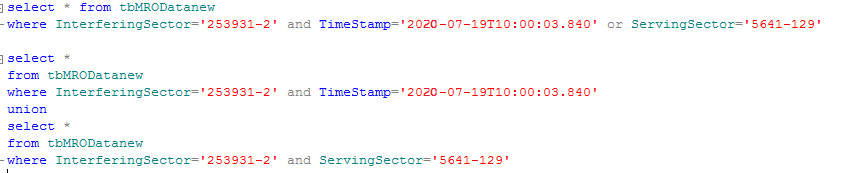 select * from tbMRODatanew
where InterferingSector='253931-2' and TimeStamp='2020-07-19T10:00:03.840' or ServingSector='5641-129'
select *
from tbMRODatanew
where InterferingSector='253931-2' and TimeStamp='2020-07-19T10:00:03.840'
union
select *
from tbMRODatanew
where InterferingSector='253931-2' and ServingSector='5641-129'